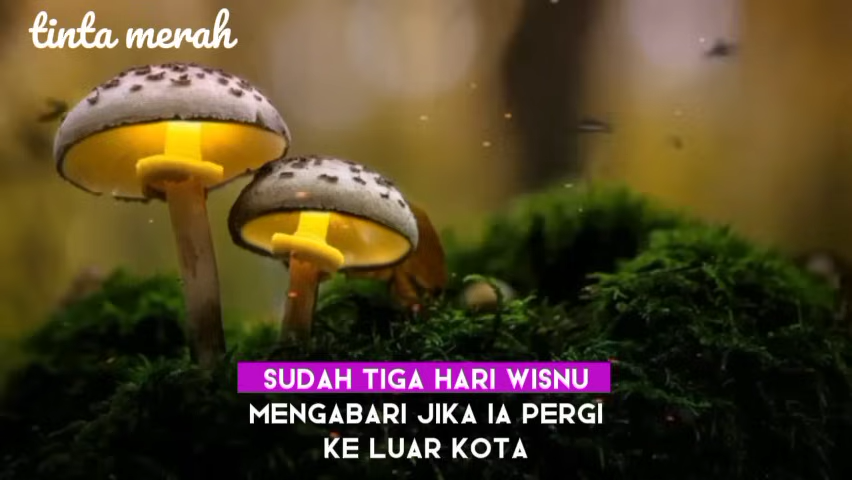 tinta merah
SUDAH TIGA HARI WISNU
MENGABARI JIKA IA PERGI
KE LUAR KOTA